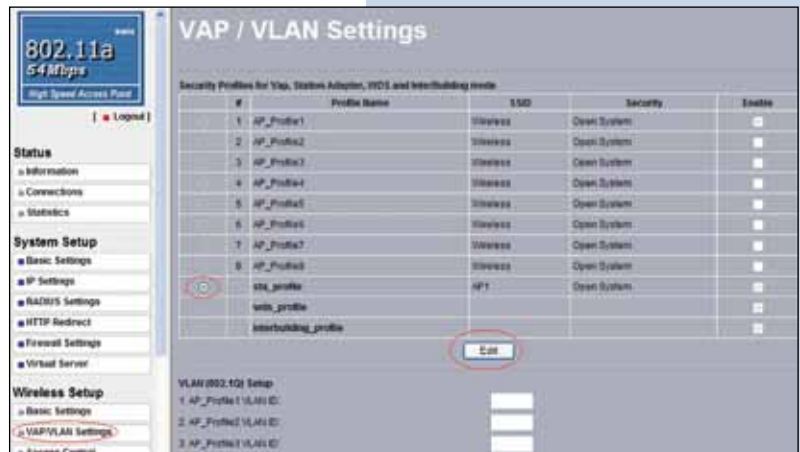 802.11a
54Mbps
High Speed Access Point
[ Logout ]
Status
Information
Connections
Statistics
System Setup
Basic Settings
IP Settings
RADIUS Settings
HTTP Redirect
Firewall Settings
Virtual Server
Wireless Setup
Basic Settings
VAP/VLAN Settings
Access Control
VAP / VLAN Settings
Security Profiles for Vap, Station Adapter, WDS and Interbuilding mode
# Profile Name SSID Security Enable
1 AP_Profile1 Wireless Open System
2 AP_Profile2 Wireless Open System
3 AP_Profile3 Wireless Open System
4 AP_Profile4 Wireless Open System
5 AP_Profile5 Wireless Open System
6 AP_Profile6 Wireless Open System
7 AP_Profile7 Wireless Open System
8 AP_Profile8 Wireless Open System
sta_profile AP1 Open System
wds_profile
interbuilding_profile
Edit
VLAN (802.1Q) Setup
1 AP_Profile1 VLAN ID:
2 AP_Profile2 VLAN ID:
3 AP_Profile3 VLAN ID: